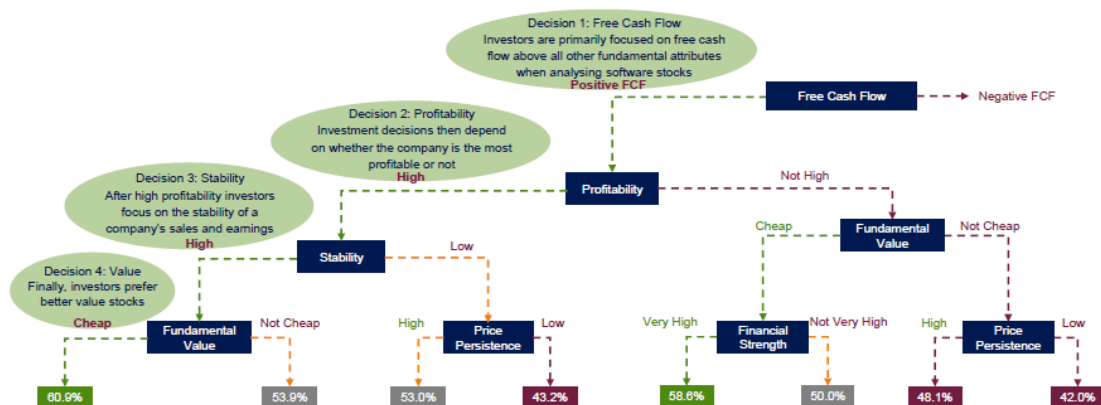 Decision 1: Free Cash Flow
Investors are primarily focused on free cash
flow above all other fundamental attributes
when analysing software stocks
Positive FCF
Free Cash Flow
Negative FCF
Decision 2: Profitability
Investment decisions then depend
on whether the company is the most
profitable or not
High
Profitability
Not High
Decision 3: Stability
After high profitability investors
focus on the stability of a
company's sales and earnings
High
Stability
Low
Cheap
Fundamental
Value
Not Cheap
Decision 4: Value
Finally, investors prefer
better value stocks
Cheap
Fundamental
Value
Not Cheap
High
Price
Persistence
Low
Very High
Financial
Strength
Not Very High
High
Price
Persistence
Low
60.9%
53.9%
53.0%
43.2%
58.6%
50.0%
48.1%
42.0%